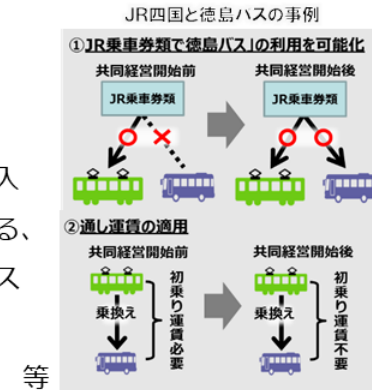 JR四国と徳島バスの事例
①JR乗車券類で徳島バス」の利用を可能化
共同経営開始前
共同経営開始後
JR乗車券類
JR乗車券類
入
る、
ス
等
②通し運賃の適用
共同経営開始前
共同経営開始後
乗換え
初乗り運賃必要
乗換え
初乗り運賃不要